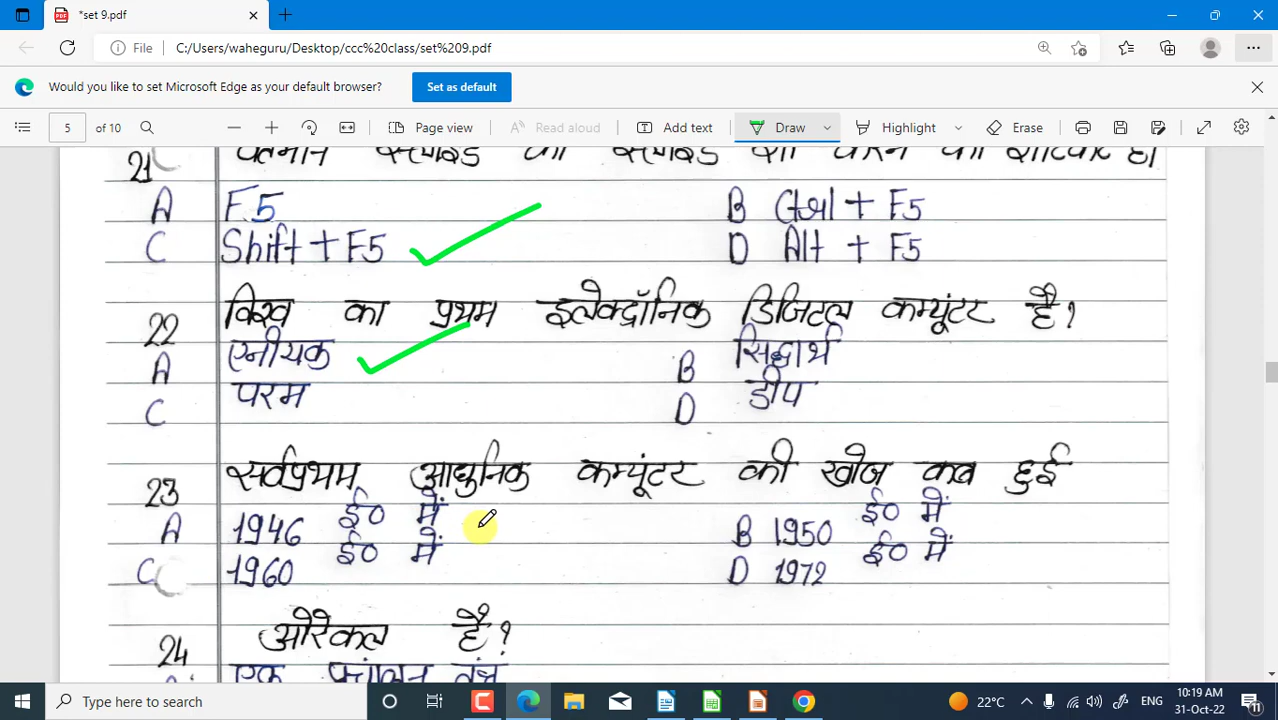 *set 9.pdf
File C:/Users/waheguru/Desktop/ccc%20class/set%209.pdf
Would you like to set Microsoft Edge as your default browser? Set as default
5 of 10 Page view Read aloud Add text Draw Highlight Erase
21
A F5 B Ctrl + F5
C Shift + F5 D Alt + F5
22 विश्व का प्रथम इलेक्ट्रॉनिक डिजिटल कम्यूंटर है?
A एनीयक B सिद्धार्थ
C परम D डीप
23 सर्वप्रथम आधुनिक कम्यूंटर की खोज कब हुई
A 1946 ई० में B 1950 ई० में
C 1960 ई० में D 1972 ई० में
24 ओरेकल है?
एक
Type here to search 22°C ENG 10:19 AM
31-Oct-22 11